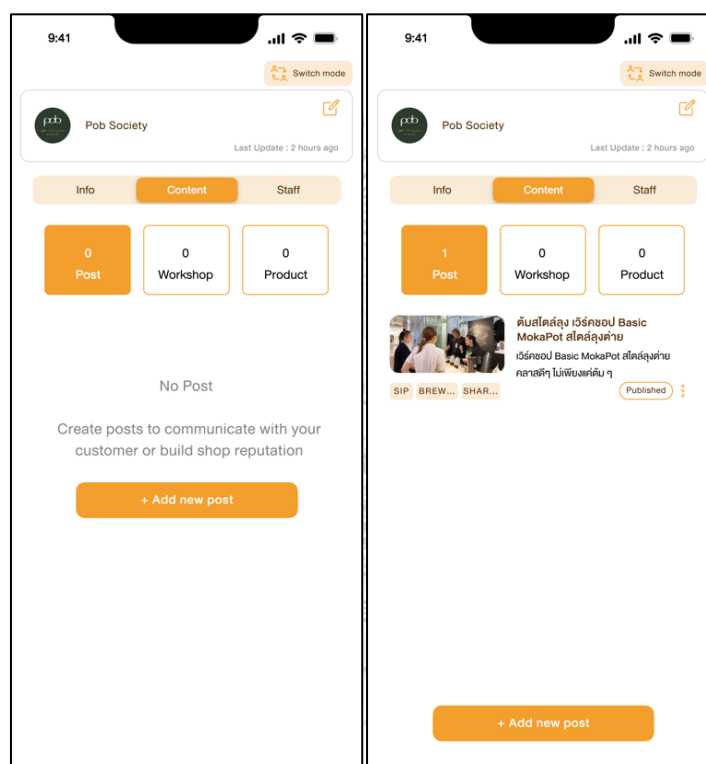 9:41
Switch mode
pob
Pob Society
Last Update : 2 hours ago
Info
Content
Staff
0
Post
0
Workshop
0
Product
No Post
Create posts to communicate with your
customer or build shop reputation
+ Add new post
9:41
Switch mode
pob
Pob Society
Last Update : 2 hours ago
Info
Content
Staff
1
Post
0
Workshop
0
Product
ต้มสไตล์ลุง เวิร์คชอป Basic
MokaPot สไตล์ลุงต่าย
เวิร์คชอป Basic MokaPot สไตล์ลุงต่าย
คลาสดีๆ ไม่เพียงแค่ต้ม ๆ
SIP
BREW...
SHAR...
Published
+ Add new post